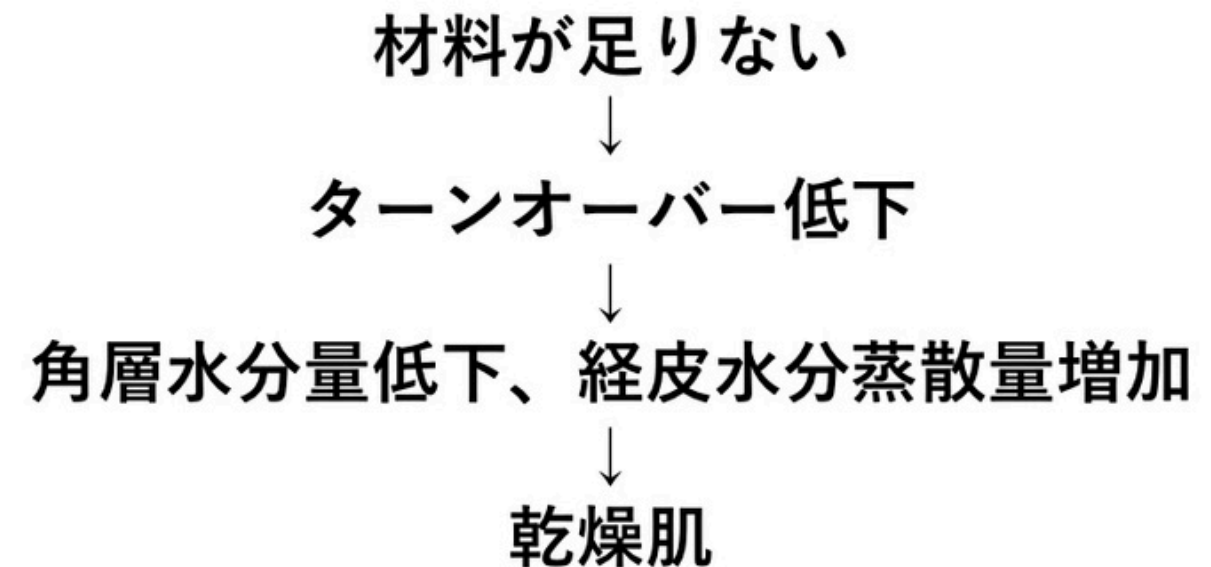 材料が足りない
↓
ターンオーバー低下
↓
角層水分量低下、経皮水分蒸散量増加
↓
乾燥肌